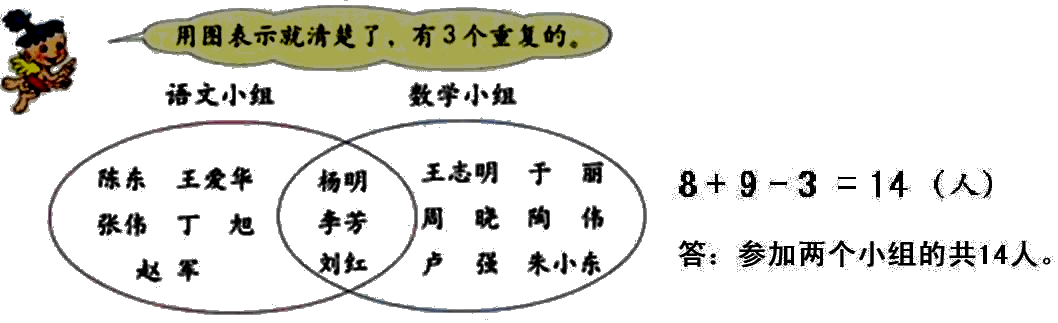 用图表示就清楚了，有3个重复的。
语文小组 数学小组
陈东 王爱华 杨明 王志明 于丽
张伟 丁旭 李芳 周晓 陶伟
赵军 刘红 卢强 朱小东
8+9-3=14（人）
答：参加两个小组的共14人。